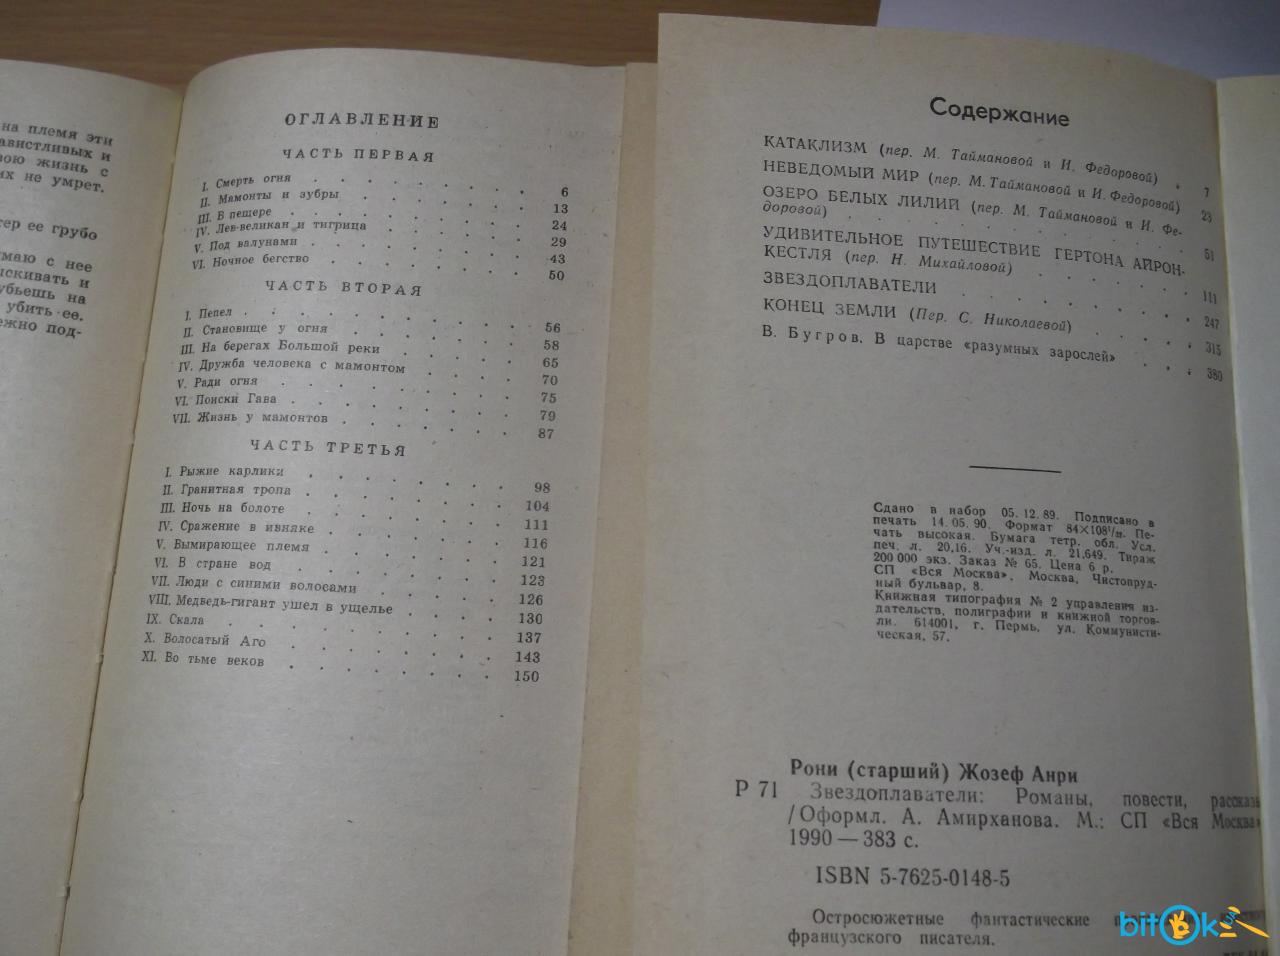 на племя эти
авистливых и
вою жизнь с
их не умрет.
ер ее грубо
маю с нее
ыскивать и
убьешь на
убить ее.
ежно под-
ОГЛАВЛЕНИЕ
ЧАСТЬ ПЕРВАЯ
I. Смерть огня . . . . . . . . 6
II. Мамонты и зубры . . . . . . 13
III. В пещере . . . . . . . . 24
IV. Лев-великан и тигрица . . . . . 29
V. Под валунами . . . . . . . 43
VI. Ночное бегство . . . . . . . 50
ЧАСТЬ ВТОРАЯ
I. Пепел . . . . . . . . . 56
II. Становище у огня . . . . . . 58
III. На берегах Большой реки . . . . . 65
IV. Дружба человека с мамонтом . . . . 70
V. Ради огня . . . . . . . . 75
VI. Поиски Гава . . . . . . . . 79
VII. Жизнь у мамонтов . . . . . . 87
ЧАСТЬ ТРЕТЬЯ
I. Рыжие карлики . . . . . . . 98
II. Гранитная тропа . . . . . . . 104
III. Ночь на болоте . . . . . . . 111
IV. Сражение в ивняке . . . . . . 116
V. Вымирающее племя . . . . . . 121
VI. В стране вод . . . . . . . 123
VII. Люди с синими волосами . . . . . 126
VIII. Медведь-гигант ушел в ущелье . . . . 130
IX. Скала . . . . . . . . . 137
X. Волосатый Аго . . . . . . . 143
XI. Во тьме веков . . . . . . . 150
Содержание
КАТАКЛИЗМ (пер. М. Таймановой и И. Федоровой) . 7
НЕВЕДОМЫЙ МИР (пер. М. Таймановой и И. Федоровой) 23
ОЗЕРО БЕЛЫХ ЛИЛИЙ (пер. М. Таймановой и И. Фе-
доровой) . . . . . . . . . . . 51
УДИВИТЕЛЬНОЕ ПУТЕШЕСТВИЕ ГЕРТОНА АЙРОН-
КЕСТЛЯ (пер. Н. Михайловой) . . . . . . 111
ЗВЕЗДОПЛАВАТЕЛИ . . . . . . . . 247
КОНЕЦ ЗЕМЛИ (Пер. С. Николаевой) . . . . . 315
В. Бугров. В царстве «разумных зарослей» . . . 380
Сдано в набор 05.12.89. Подписано в
печать 14.05.90. Формат 84×108¹/₃₂. Пе-
чать высокая. Бумага тетр. обл. Усл.
печ. л. 20,16. Уч.-изд. л. 21,649. Тираж
200 000 экз. Заказ № 65. Цена 6 р.
СП «Вся Москва». Москва, Чистопруд-
ный бульвар, 8.
Книжная типография № 2 управления из-
дательств, полиграфии и книжной торгов-
ли. 614001, г. Пермь, ул. Коммунисти-
ческая, 57.
Рони (старший) Жозеф Анри
Р 71 Звездоплаватели: Романы, повести, рассказы
/Оформл. А. Амирханова. М.: СП «Вся Москва»
1990 — 383 с.
ISBN 5-7625-0148-5
Остросюжетные фантастические
французского писателя.
bitOk